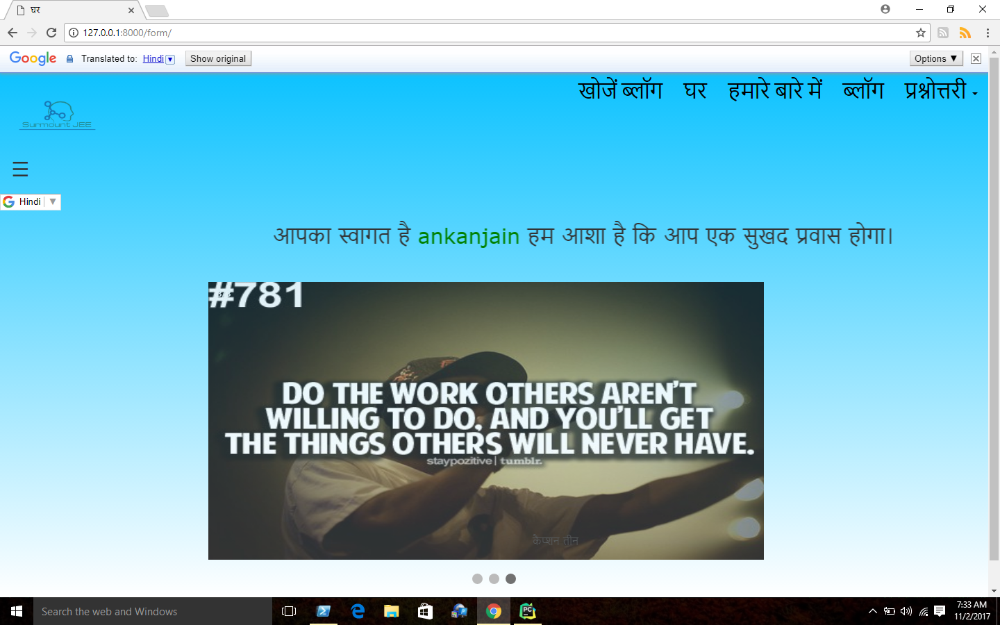 घर
127.0.0.1:8000/form/
Google Translated to: Hindi Show original Options ▼
खोजें ब्लॉग घर हमारे बारे में ब्लॉग प्रश्नोत्तरी
Surmount JEE
Hindi ▼
आपका स्वागत है ankanjain हम आशा है कि आप एक सुखद प्रवास होगा।
#781
DO THE WORK OTHERS AREN'T
WILLING TO DO, AND YOU'LL GET
THE THINGS OTHERS WILL NEVER HAVE.
staypozitive | tumblr.
कैप्शन तीन
Search the web and Windows
7:33 AM
11/2/2017